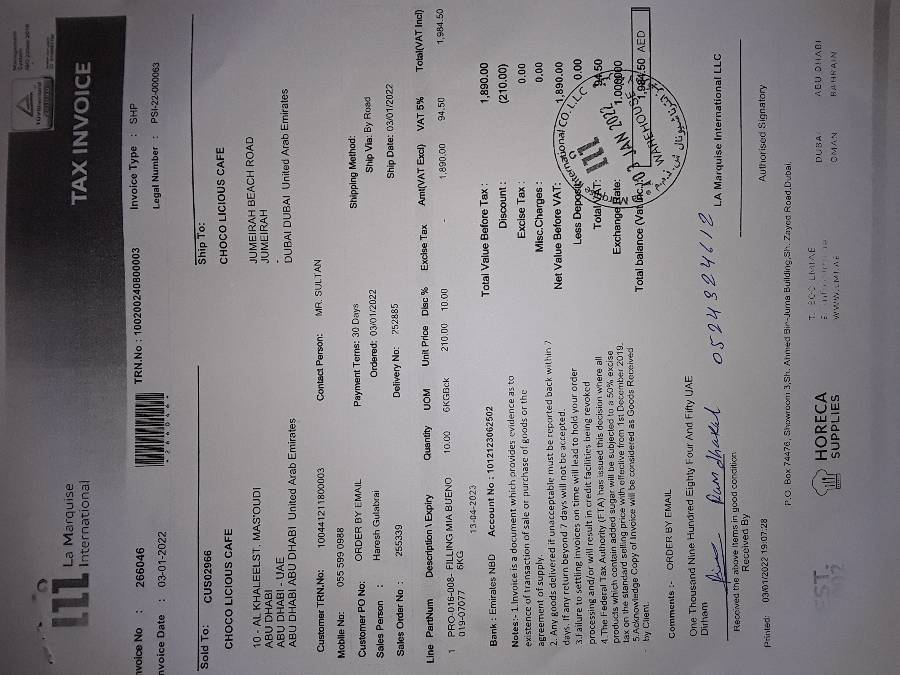 La Marquise
International
TAX INVOICE
Invoice No : 266046
TRN.No : 100200240800003
Invoice Type : SHP
Invoice Date : 03-01-2022
Legal Number : PSI-22-000063
Sold To: CUS02966
Ship To:
CHOCO LICIOUS CAFE
CHOCO LICIOUS CAFE
10 - AL KHALEELST. MAS'OUDI
ABU DHABI
ABU DHABI - UAE
ABU DHABI ABU DHABI United Arab Emirates
JUMEIRAH BEACH ROAD
JUMEIRAH
-
DUBAI DUBAI United Arab Emirates
Customer TRN.No: 100441211800003
Contact Person: MR. SULTAN
Mobile No: 055 599 0988
Customer PO No: ORDER BY EMAIL
Payment Terms: 30 Days
Shipping Method:
Sales Person : Haresh Gulabrai
Ordered: 03/01/2022
Ship Via: By Road
Sales Order No : 255339
Delivery No: 252885
Ship Date: 03/01/2022
Line PartNum Description \ Expiry Quantity UOM Unit Price Disc % Excise Tax Amt(VAT Excl) VAT 5% Total(VAT Incl)
1 PRO-016-008- FILLING MIA BUENO 10.00 6KGBck 210.00 10.00 - 1,890.00 94.50 1,984.50
019-07077 6KG
13-04-2023
Bank : Emirates NBD Account No : 1012123062502
Total Value Before Tax : 1,890.00
Discount : (210.00)
Excise Tax : 0.00
Misc.Charges : 0.00
Net Value Before VAT: 1,890.00
Less Deposit 0.00
Total VAT: 94.50
Exchange Rate: 1.000000
Total balance (Vat Inc.) 1,984.50 AED
Notes:- 1. Invoice is a document which provides evidence as to
existence of transaction of sale or purchase of goods or the
agreement of supply.
2. Any goods delivered if unacceptable must be reported back within 7
days. If any return beyond 7 days will not be accepted.
3.Failure to settling invoices on time will lead to hold your order
processing and/or will result in credit facilities being revoked
4.The Federal Tax Authority (FTA) has issued this decision where all
products which contain added sugar will be subjected to a 50% excise
tax on the standard selling price with effective from 1st December 2019.
5.Acknowledge Copy of Invoice will be considered as Goods Received
by Client.
International CO. L.L.C
03 JAN 2022
WAREHOUSE
Comments :- ORDER BY EMAIL
One Thousand Nine Hundred Eighty Four And Fifty UAE
Dirham
0524324612
LA Marquise International LLC
Received the above items in good condition
Received By
Authorised Signatory
Printed: 03/01/2022 19:07:28
P.O. Box 74476, Showroom 3,Sh. Ahmed Bin Juma Building,Sh. Zayed Road,Dubai.
HORECA
SUPPLIES
T. 800 LMIAE
WWW.LMI.AE
DUBAI
OMAN
ABU DHABI
BAHRAIN